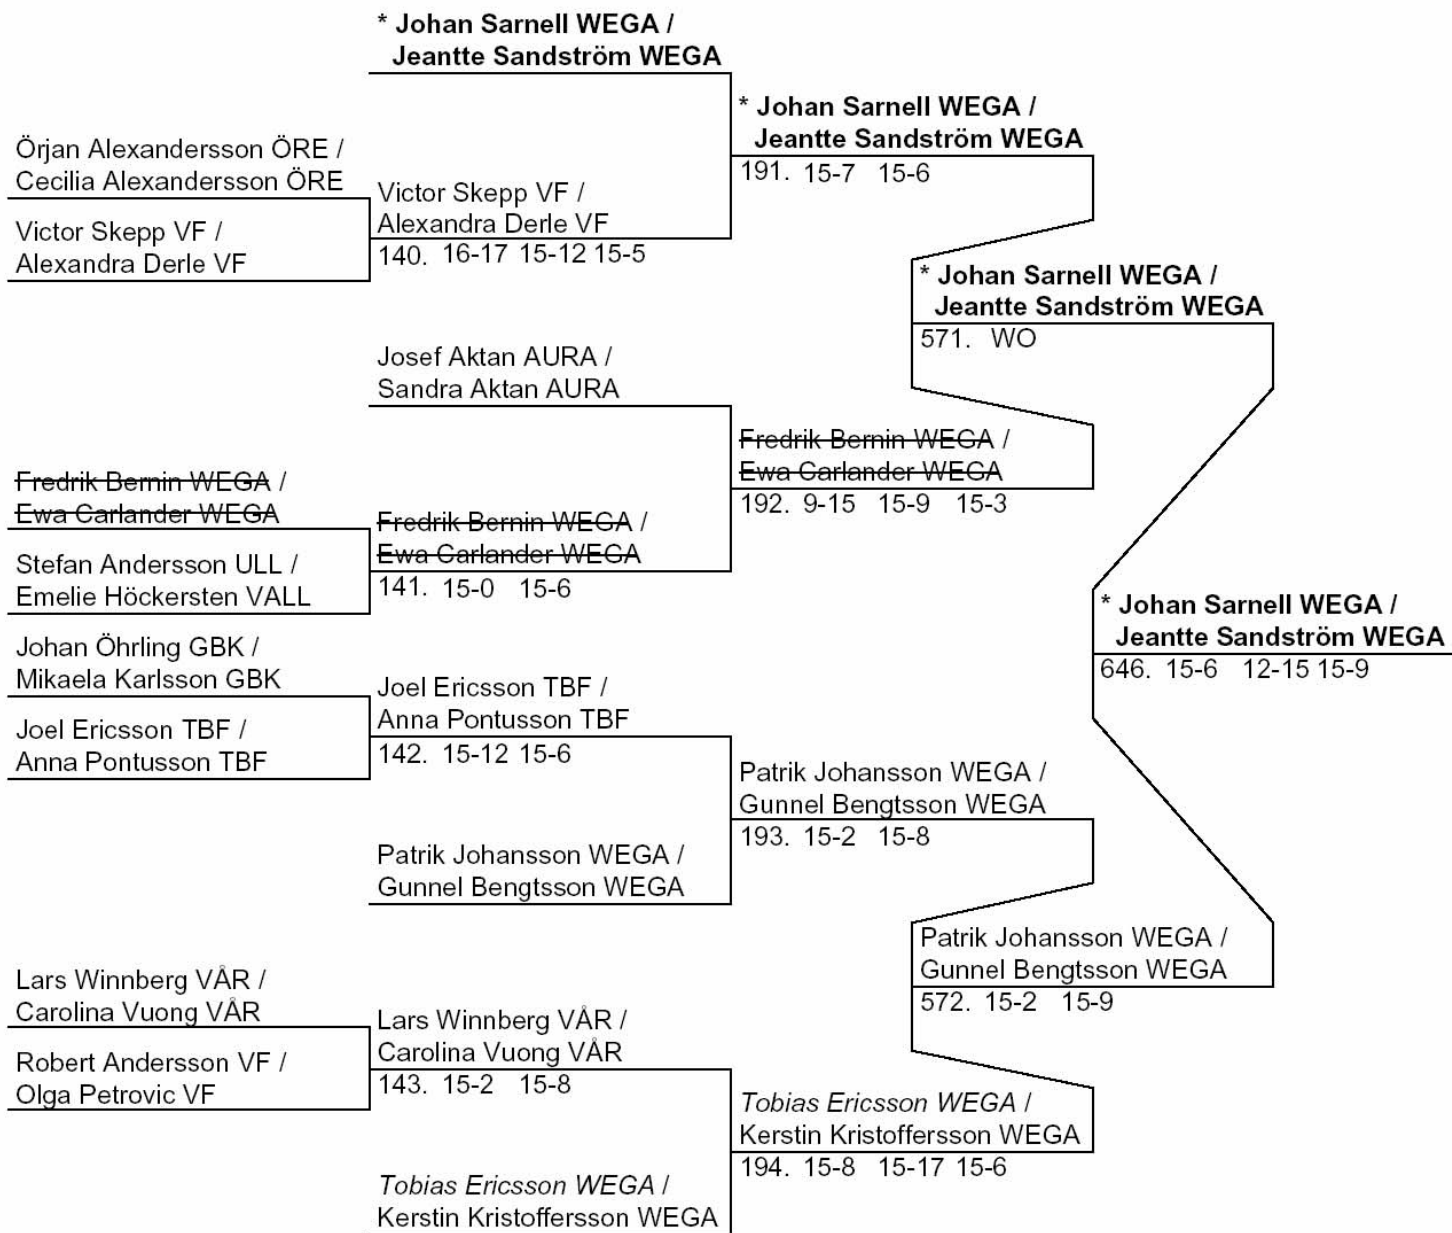 * Johan Sarnell WEGA /
Jeantte Sandström WEGA
* Johan Sarnell WEGA /
Jeantte Sandström WEGA
191. 15-7 15-6
Örjan Alexandersson ÖRE /
Cecilia Alexandersson ÖRE
Victor Skepp VF /
Alexandra Derle VF
140. 16-17 15-12 15-5
Victor Skepp VF /
Alexandra Derle VF
* Johan Sarnell WEGA /
Jeantte Sandström WEGA
571. WO
Josef Aktan AURA /
Sandra Aktan AURA
Fredrik Bernin WEGA /
Ewa Carlander WEGA
192. 9-15 15-9 15-3
Fredrik Bernin WEGA /
Ewa Carlander WEGA
Fredrik Bernin WEGA /
Ewa Carlander WEGA
141. 15-0 15-6
Stefan Andersson ULL /
Emelie Höckersten VALL
* Johan Sarnell WEGA /
Jeantte Sandström WEGA
646. 15-6 12-15 15-9
Johan Öhrling GBK /
Mikaela Karlsson GBK
Joel Ericsson TBF /
Anna Pontusson TBF
142. 15-12 15-6
Joel Ericsson TBF /
Anna Pontusson TBF
Patrik Johansson WEGA /
Gunnel Bengtsson WEGA
193. 15-2 15-8
Patrik Johansson WEGA /
Gunnel Bengtsson WEGA
Patrik Johansson WEGA /
Gunnel Bengtsson WEGA
572. 15-2 15-9
Lars Winnberg VÅR /
Carolina Vuong VÅR
Lars Winnberg VÅR /
Carolina Vuong VÅR
143. 15-2 15-8
Robert Andersson VF /
Olga Petrovic VF
Tobias Ericsson WEGA /
Kerstin Kristoffersson WEGA
194. 15-8 15-17 15-6
Tobias Ericsson WEGA /
Kerstin Kristoffersson WEGA